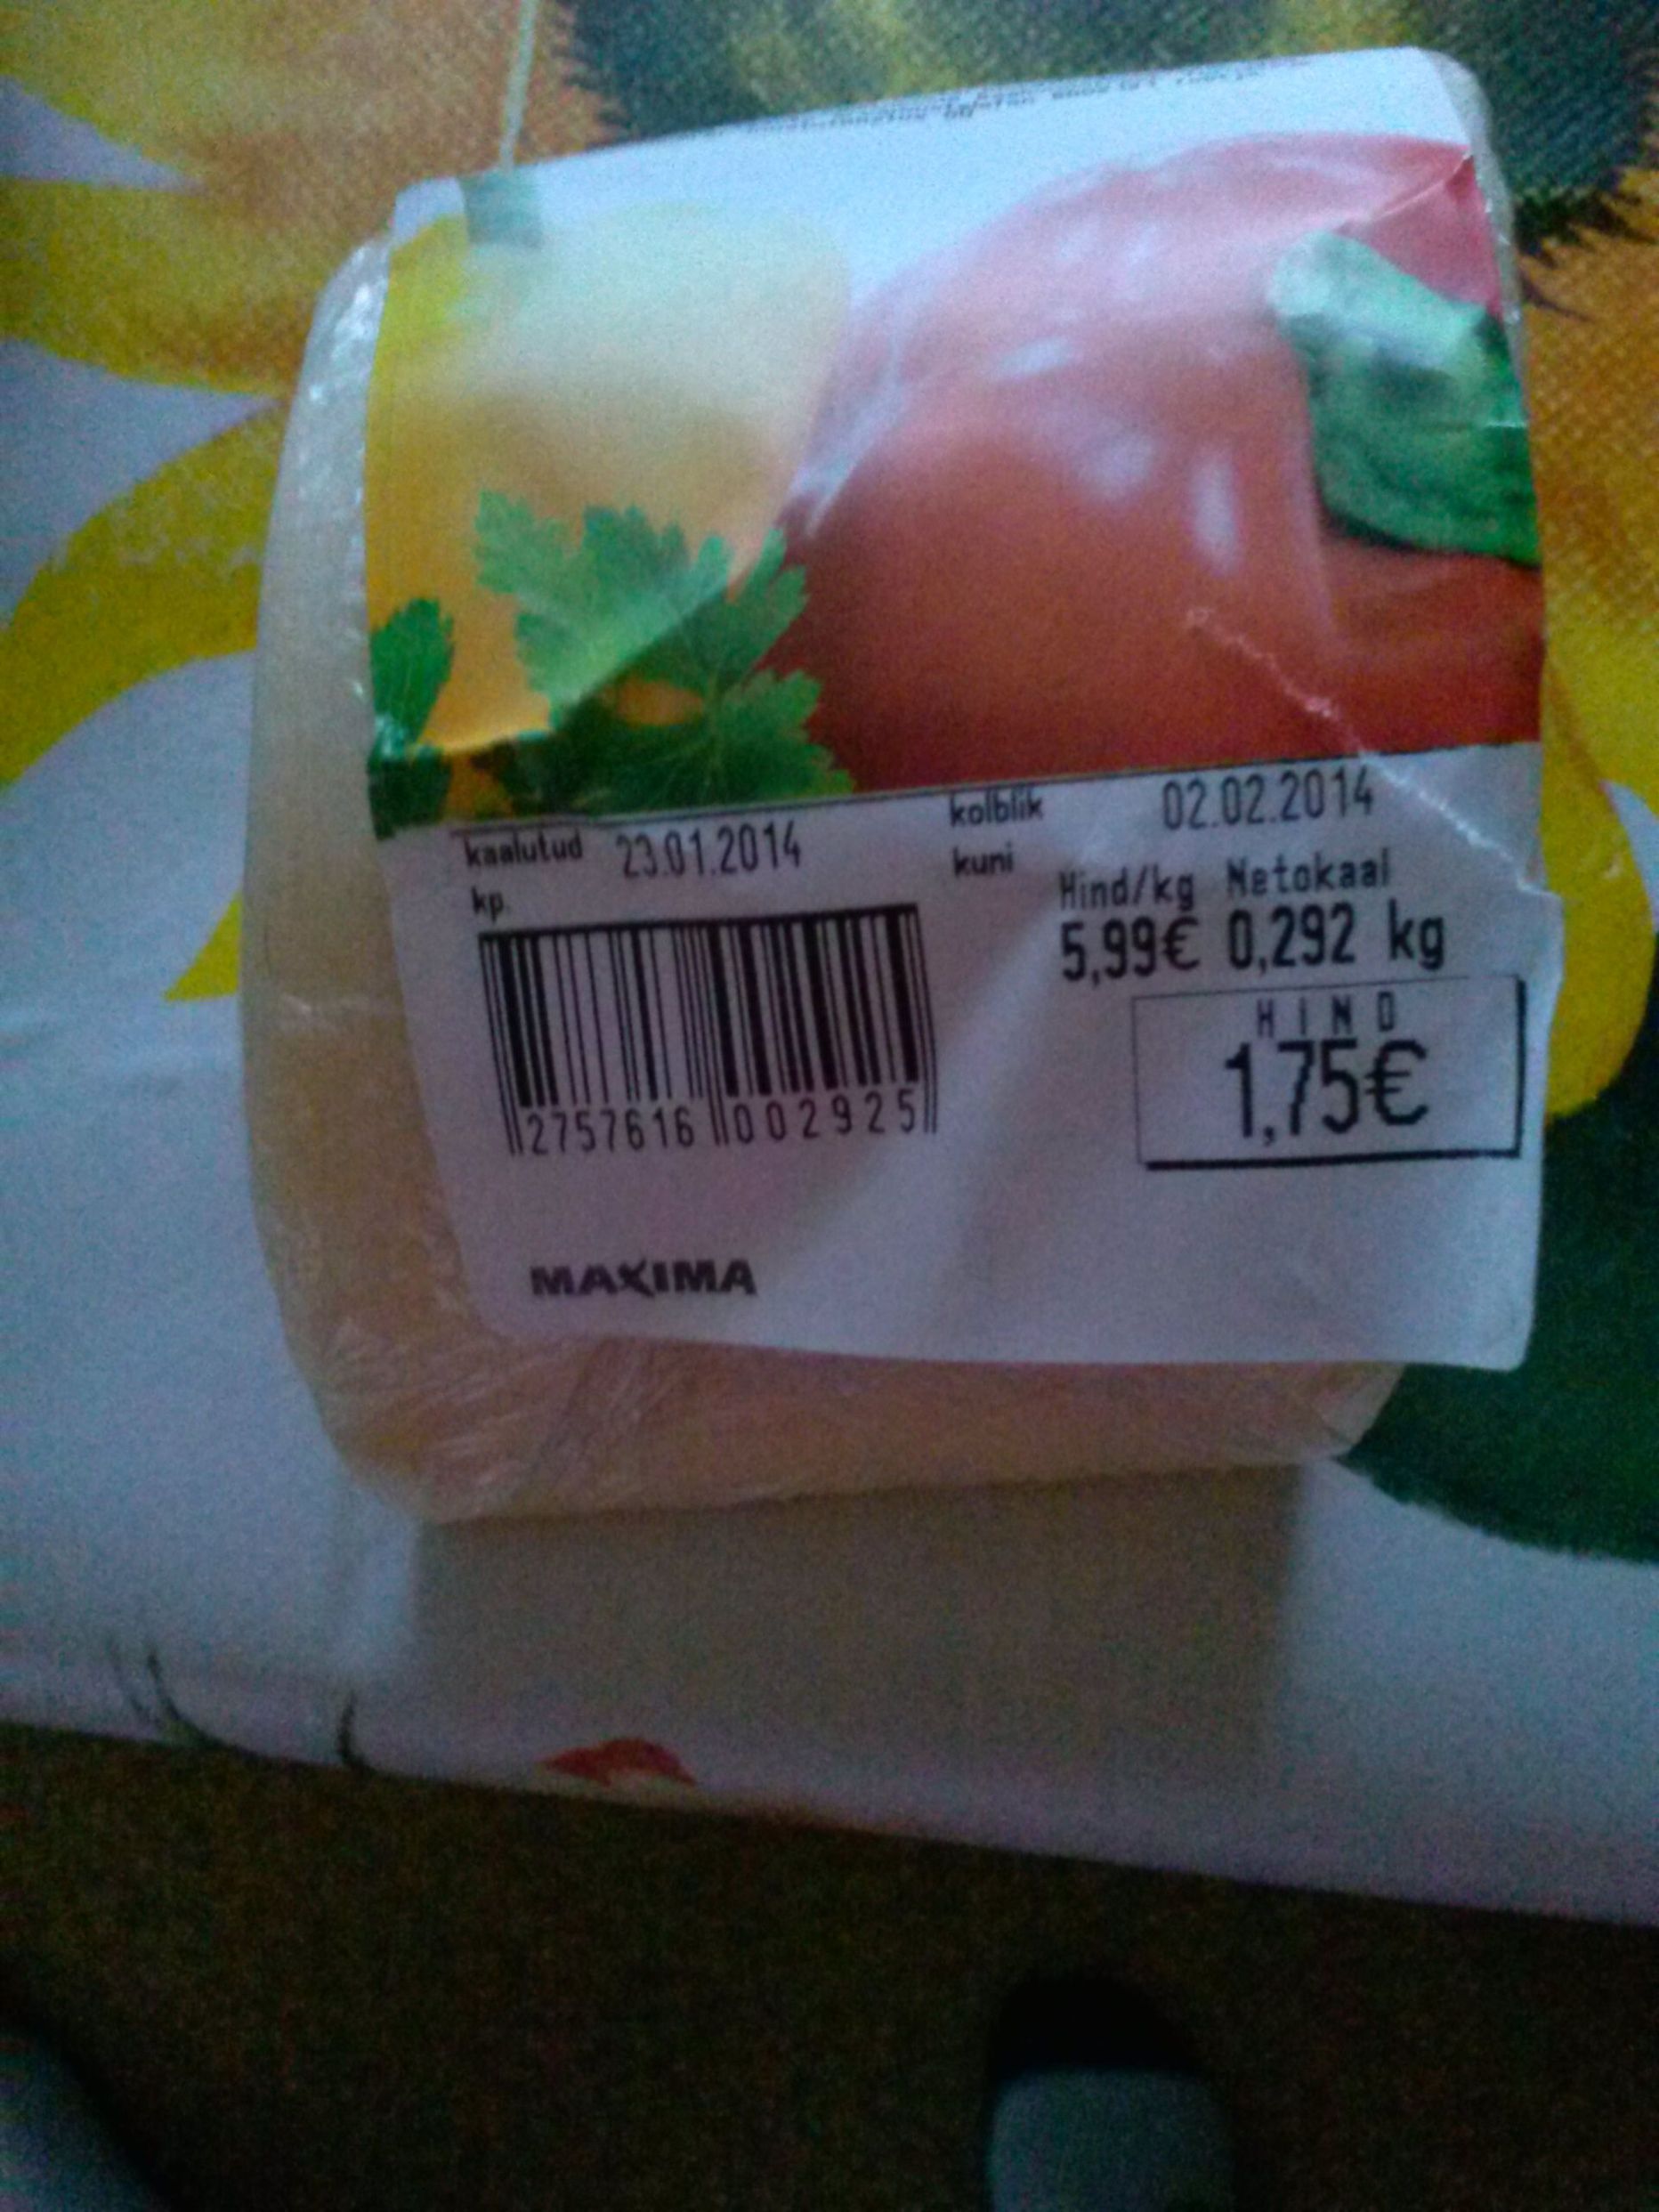 kaalutud 23.01.2014
kp.
kolblik 02.02.2014
kuni
Hind/kg Netokaal
5,99€ 0,292 kg
HIND
1,75€
2757616 002925
MAXIMA